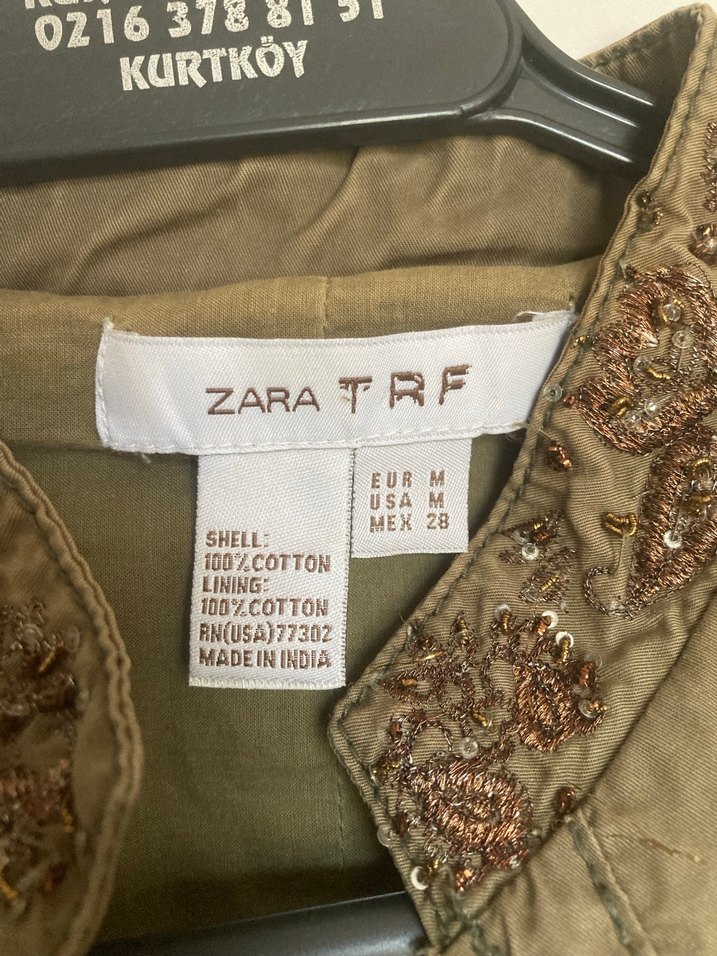 0216 378 81 51
KURTKÖY
ZARA TRF
EUR M
USA M
MEX 28
SHELL:
100%COTTON
LINING:
100%COTTON
RN(USA)77302
MADE IN INDIA